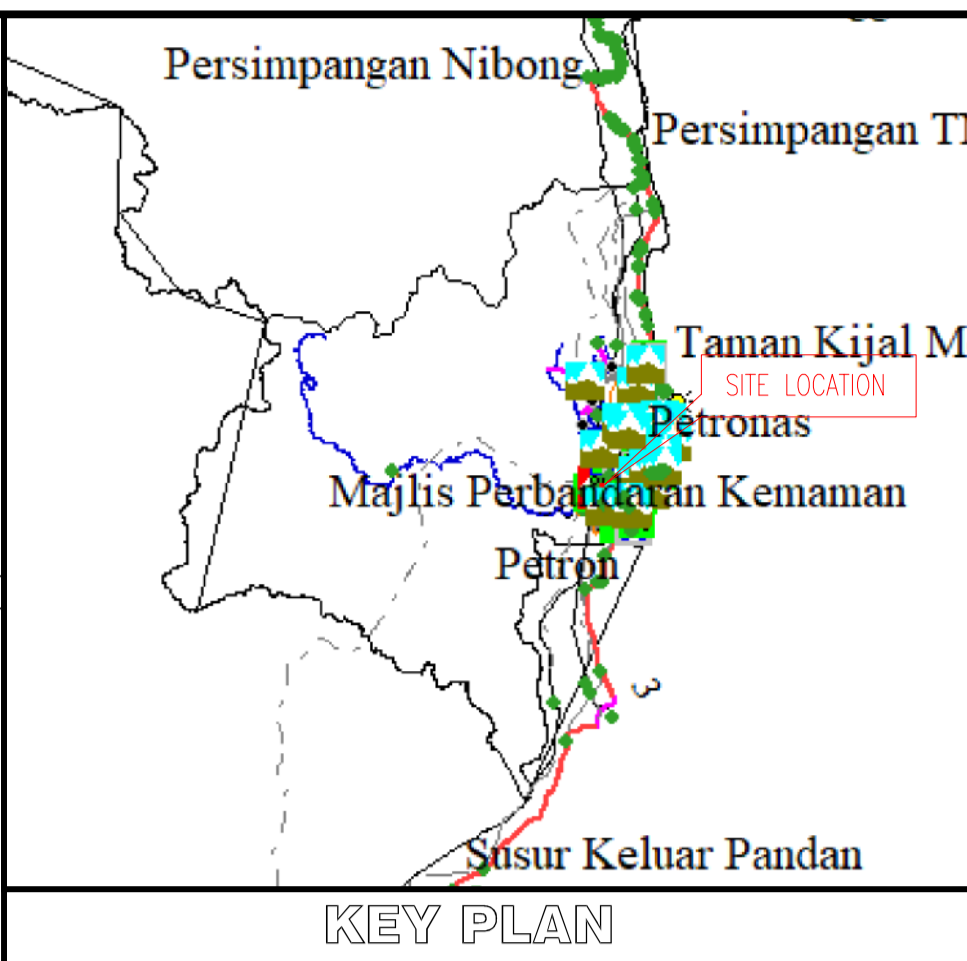 Persimpangan Nibong
Persimpangan
Taman Kijal M
SITE LOCATION
Petronas
Majlis Perbandaran Kemaman
Petron
3
Susur Keluar Pandan
KEY PLAN